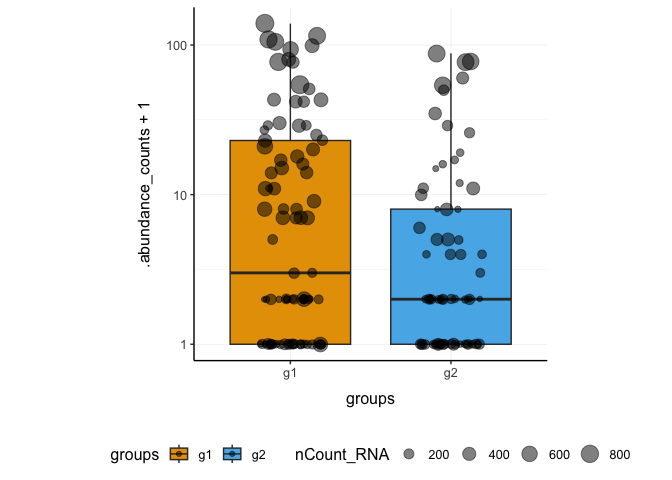 .abundance_counts + 1
100
10
1
g1 g2
groups
groups g1 g2 nCount_RNA 200 400 600 800